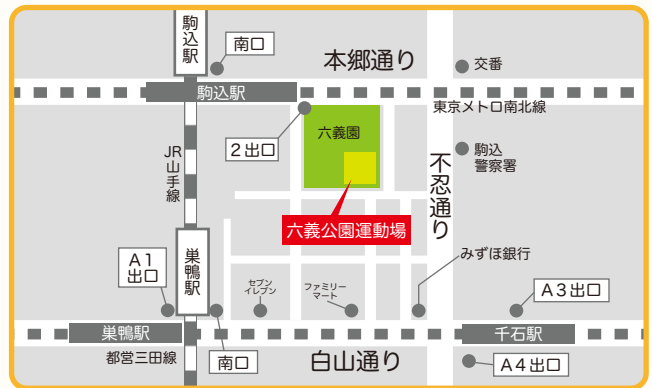 駒込駅
南口
本郷通り
交番
駒込駅
東京メトロ南北線
2出口
六義園
JR山手線
不忍通り
駒込
警察署
六義公園運動場
A1
出口
巣鴨駅
セブン
イレブン
ファミリー
マート
みずほ銀行
A3出口
巣鴨駅
千石駅
都営三田線
南口
白山通り
A4出口